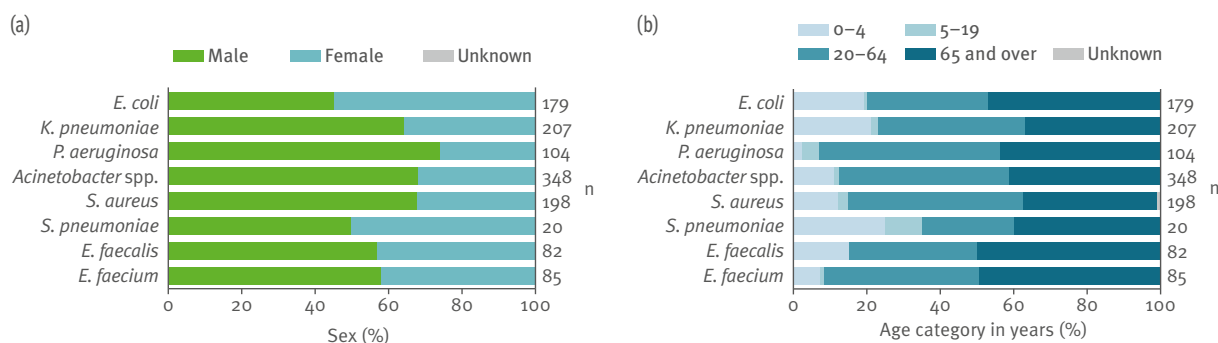 (a)
Male Female Unknown
E. coli 179
K. pneumoniae 207
P. aeruginosa 104
Acinetobacter spp. 348
S. aureus 198
S. pneumoniae 20
E. faecalis 82
E. faecium 85
n
0 20 40 60 80 100
Sex (%)
(b)
0–4 5–19
20–64 65 and over Unknown
E. coli 179
K. pneumoniae 207
P. aeruginosa 104
Acinetobacter spp. 348
S. aureus 198
S. pneumoniae 20
E. faecalis 82
E. faecium 85
n
0 20 40 60 80 100
Age category in years (%)